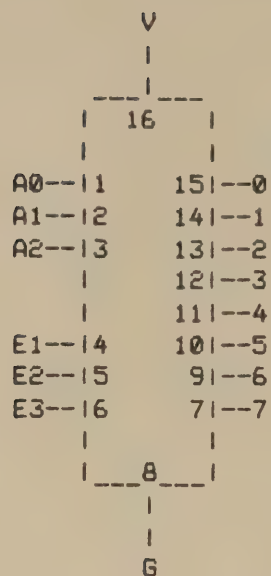 V
16
A0--|1 15|--0
A1--|2 14|--1
A2--|3 13|--2
12|--3
11|--4
E1--|4 10|--5
E2--|5 9|--6
E3--|6 7|--7
8
G